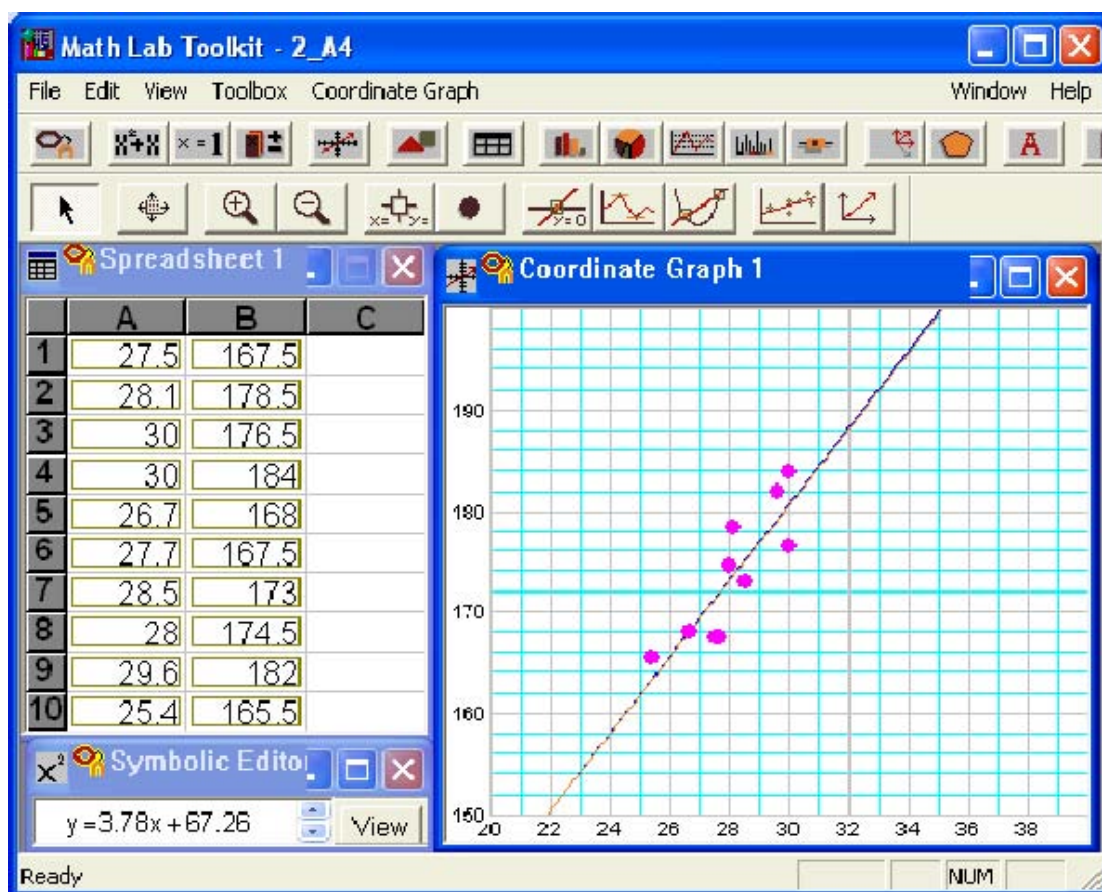 Math Lab Toolkit - 2_A4
File Edit View Toolbox Coordinate Graph Window Help
x²+x x=1 ± A
x= y= y=0
Spreadsheet 1
A B C
1 27.5 167.5
2 28.1 178.5
3 30 176.5
4 30 184
5 26.7 168
6 27.7 167.5
7 28.5 173
8 28 174.5
9 29.6 182
10 25.4 165.5
Symbolic Edito
x²
y=3.78x+67.26 View
Coordinate Graph 1
190
180
170
160
150
20 22 24 26 28 30 32 34 36 38
Ready NUM